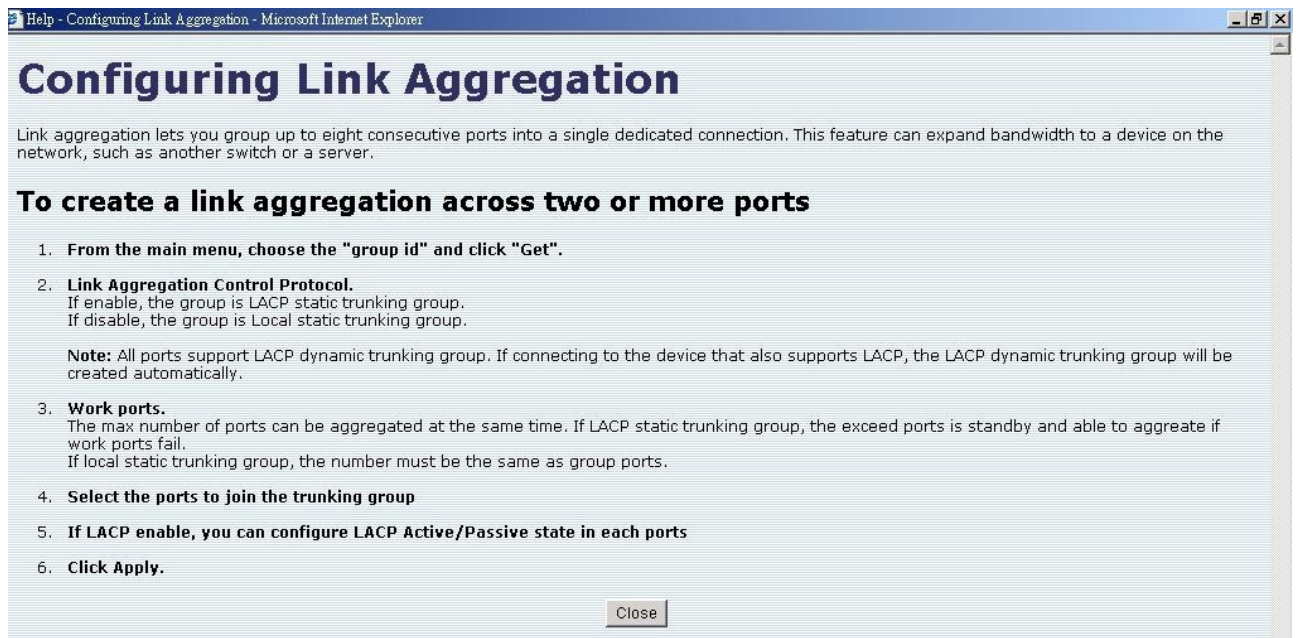 Help - Configuring Link Aggregation - Microsoft Internet Explorer
Configuring Link Aggregation
Link aggregation lets you group up to eight consecutive ports into a single dedicated connection. This feature can expand bandwidth to a device on the
network, such as another switch or a server.
To create a link aggregation across two or more ports
1. From the main menu, choose the "group id" and click "Get".
2. Link Aggregation Control Protocol.
If enable, the group is LACP static trunking group.
If disable, the group is Local static trunking group.
Note: All ports support LACP dynamic trunking group. If connecting to the device that also supports LACP, the LACP dynamic trunking group will be
created automatically.
3. Work ports.
The max number of ports can be aggregated at the same time. If LACP static trunking group, the exceed ports is standby and able to aggreate if
work ports fail.
If local static trunking group, the number must be the same as group ports.
4. Select the ports to join the trunking group
5. If LACP enable, you can configure LACP Active/Passive state in each ports
6. Click Apply.
Close